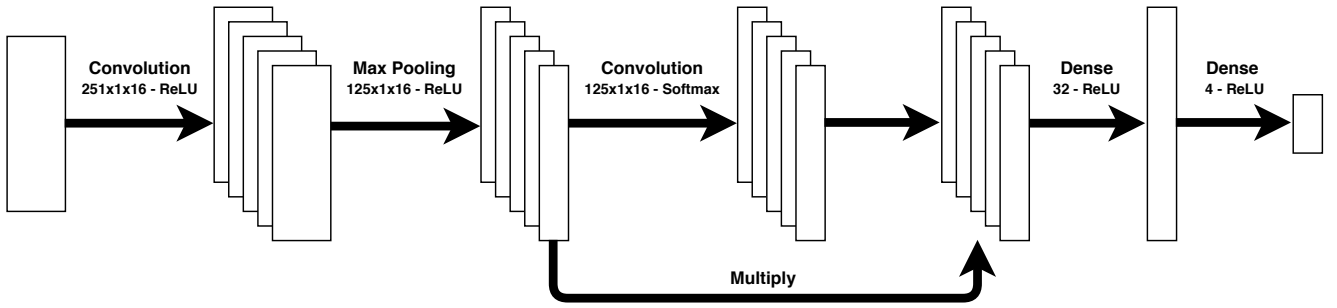 Convolution
251x1x16 - ReLU
Max Pooling
125x1x16 - ReLU
Convolution
125x1x16 - Softmax
Dense
32 - ReLU
Dense
4 - ReLU
Multiply